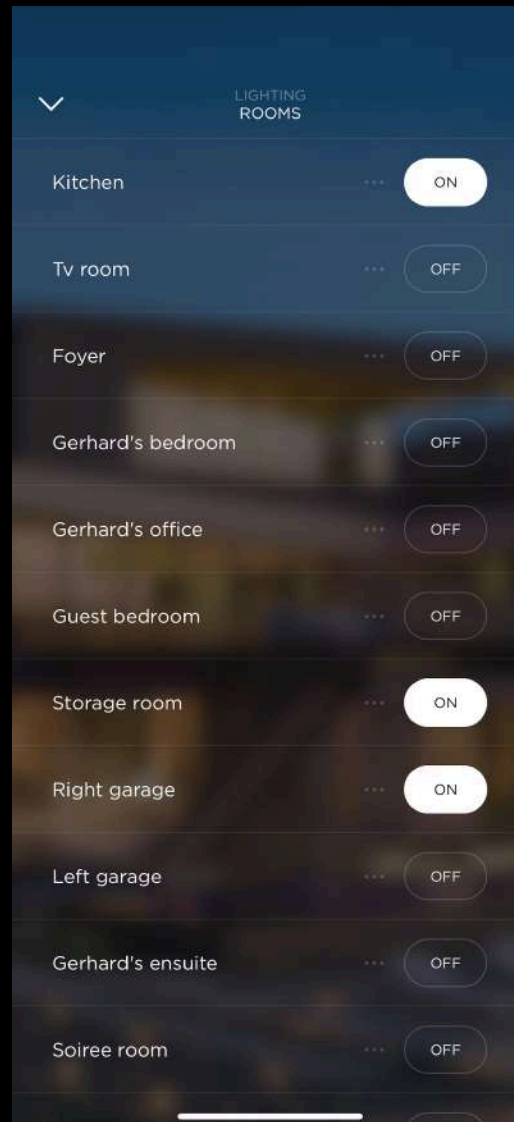 LIGHTING
ROOMS
Kitchen ... ON
Tv room ... OFF
Foyer ... OFF
Gerhard's bedroom ... OFF
Gerhard's office ... OFF
Guest bedroom ... OFF
Storage room ... ON
Right garage ... ON
Left garage ... OFF
Gerhard's ensuite ... OFF
Soiree room ... OFF